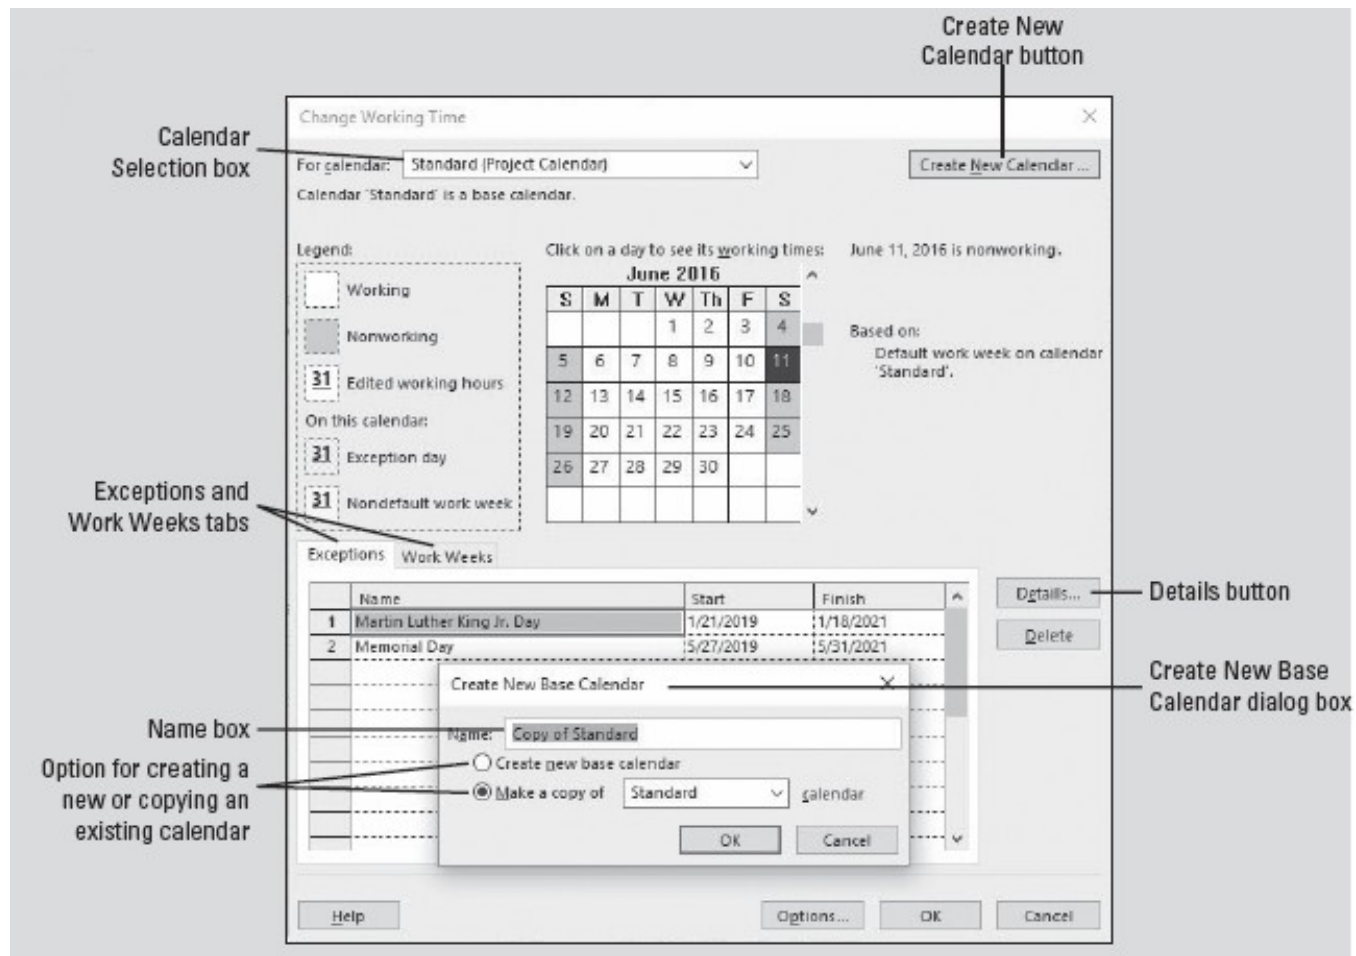 Create New
Calendar button
Change Working Time
Calendar
Selection box
For calendar: Standard (Project Calendar)
Create New Calendar ...
Calendar 'Standard' is a base calendar.
Legend:
Click on a day to see its working times:
June 11, 2016 is nonworking.
June 2016
Working
S M T W Th F S
1 2 3 4
Nonworking
Based on:
Default work week on calendar
'Standard'.
5 6 7 8 9 10 11
31 Edited working hours
12 13 14 15 16 17 18
On this calendar:
19 20 21 22 23 24 25
31 Exception day
26 27 28 29 30
Exceptions and
Work Weeks tabs
31 Nondefault work week
Exceptions Work Weeks
Name Start Finish
Details...
Details button
1 Martin Luther King Jr. Day 1/21/2019 1/18/2021
2 Memorial Day 5/27/2019 5/31/2021
Delete
Create New Base Calendar
Create New Base
Calendar dialog box
Name box
Name: Copy of Standard
Option for creating a
new or copying an
existing calendar
Create new base calendar
Make a copy of Standard calendar
OK Cancel
Help Options... OK Cancel